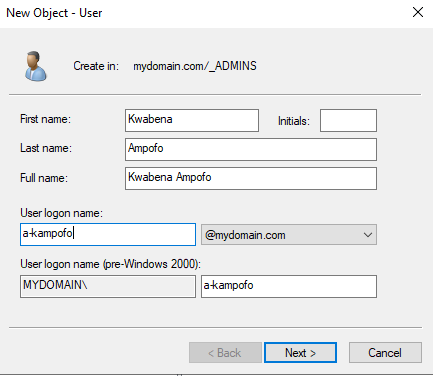 New Object - User
Create in: mydomain.com/_ADMINS
First name: Kwabena Initials:
Last name: Ampofo
Full name: Kwabena Ampofo
User logon name:
a-kampofo @mydomain.com
User logon name (pre-Windows 2000):
MYDOMAIN\ a-kampofo
< Back Next > Cancel